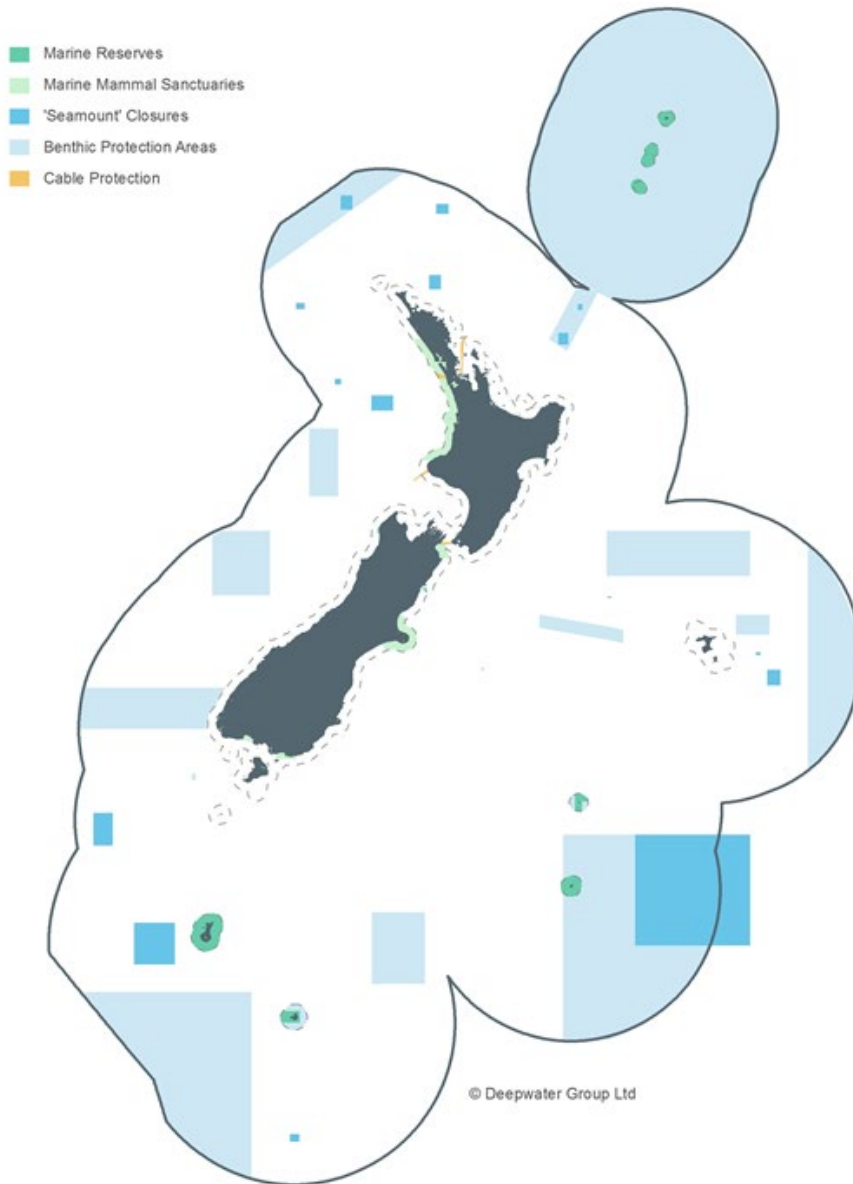 Marine Reserves
Marine Mammal Sanctuaries
'Seamount' Closures
Benthic Protection Areas
Cable Protection
© Deepwater Group Ltd